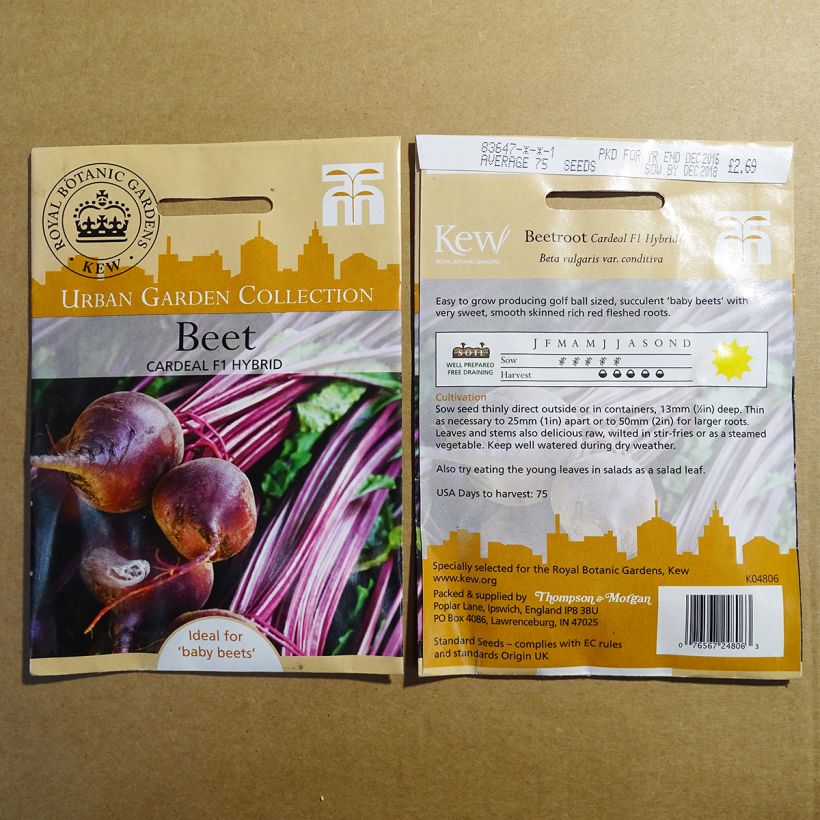 ROYAL BOTANIC GARDENS
· KEW ·
URBAN GARDEN COLLECTION
Beet
CARDEAL F1 HYBRID
Ideal for
'baby beets'
83647-*-*-1
AVERAGE 75 SEEDS
PKD FOR YR END DEC 2016
SOW BY DEC 2018
£2.69
Kew
ROYAL BOTANIC GARDENS
Beetroot Cardeal F1 Hybrid
Beta vulgaris var. conditiva
Easy to grow producing golf ball sized, succulent 'baby beets' with
very sweet, smooth skinned rich red fleshed roots.
SOIL
WELL PREPARED
FREE DRAINING
J F M A M J J A S O N D
Sow
Harvest
Cultivation
Sow seed thinly direct outside or in containers, 13mm (½in) deep. Thin
as necessary to 25mm (1in) apart or to 50mm (2in) for larger roots.
Leaves and stems also delicious raw, wilted in stir-fries or as a steamed
vegetable. Keep well watered during dry weather.
Also try eating the young leaves in salads as a salad leaf.
USA Days to harvest: 75
Specially selected for the Royal Botanic Gardens, Kew
www.kew.org
K04806
Packed & supplied by Thompson & Morgan
Poplar Lane, Ipswich, England IP8 3BU
PO Box 4086, Lawrenceburg, IN 47025
Standard Seeds – complies with EC rules
and standards Origin UK
0 76567 24806 3